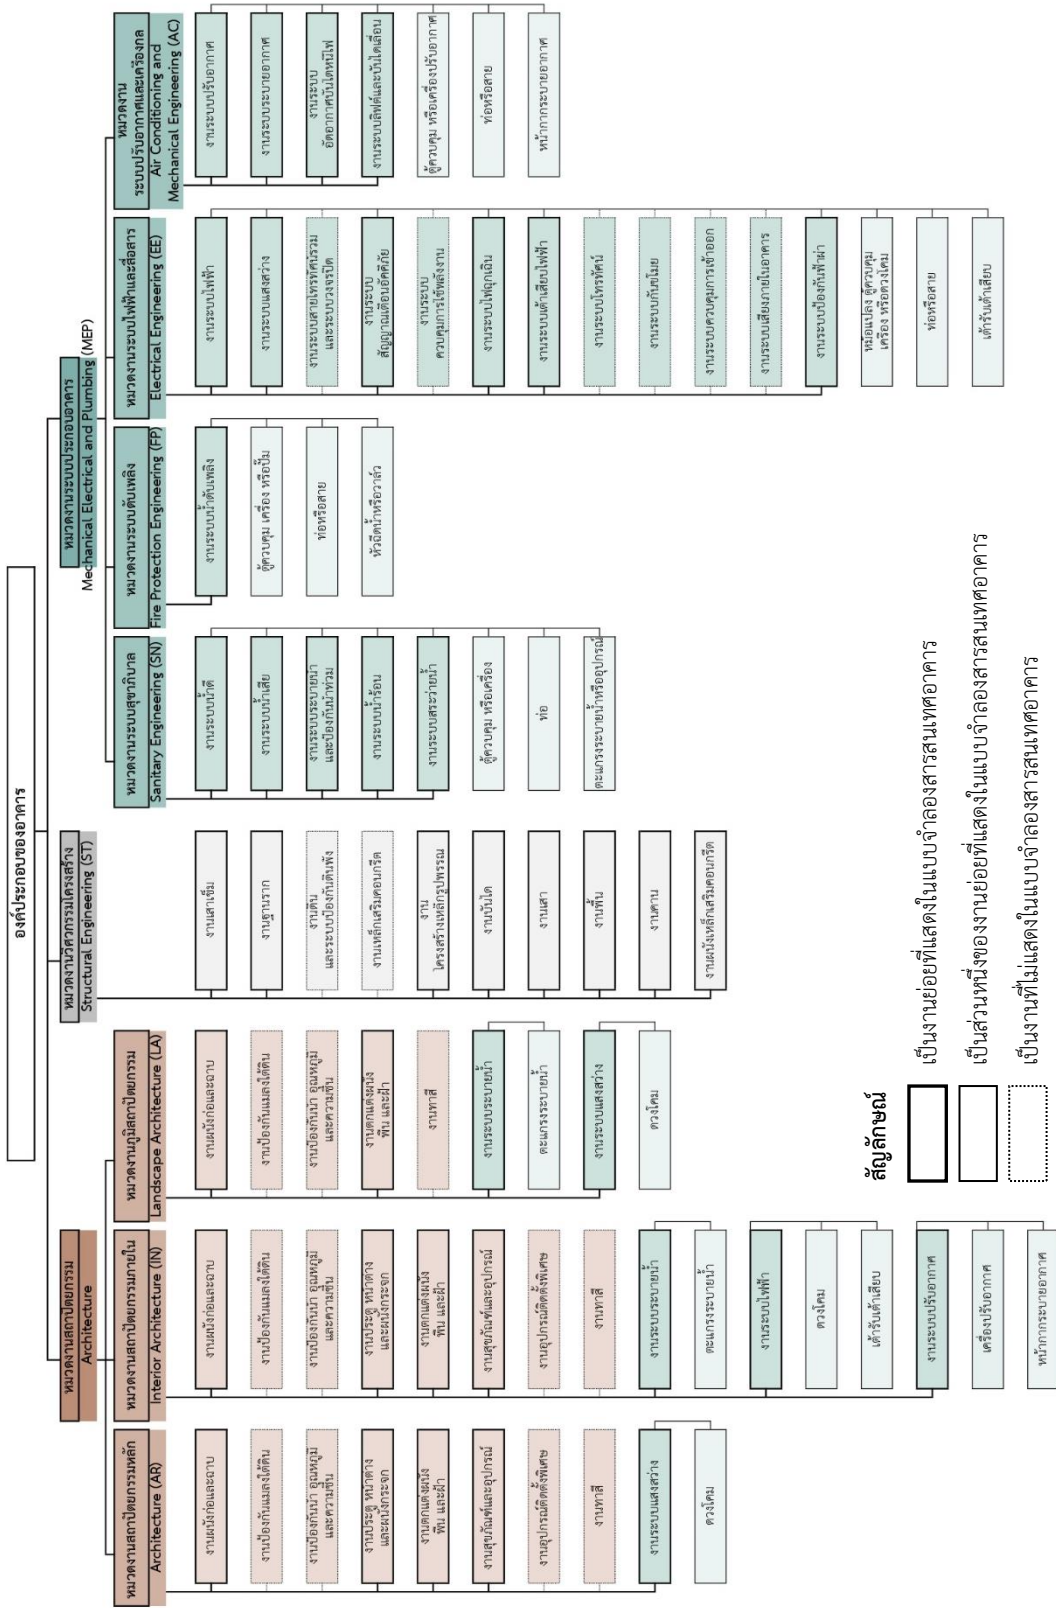 องค์ประกอบของอาคาร
หมวดงานสถาปัตยกรรม
Architecture
หมวดงานสถาปัตยกรรมหลัก
Architecture (AR)
งานผนังก่อและฉาบ
งานป้องกันแมลงใต้ดิน
งานป้องกันน้ำ อุณหภูมิ
และความชื้น
งานประตู หน้าต่าง
และผนังกระจก
งานตกแต่งผนัง
พื้น และฝ้า
งานสุขภัณฑ์และอุปกรณ์
งานอุปกรณ์ติดตั้งพิเศษ
งานทาสี
งานระบบแสงสว่าง
ดวงโคม
หมวดงานสถาปัตยกรรมภายใน
Interior Architecture (IN)
งานผนังก่อและฉาบ
งานป้องกันแมลงใต้ดิน
งานป้องกันน้ำ อุณหภูมิ
และความชื้น
งานประตู หน้าต่าง
และผนังกระจก
งานตกแต่งผนัง
พื้น และฝ้า
งานสุขภัณฑ์และอุปกรณ์
งานอุปกรณ์ติดตั้งพิเศษ
งานทาสี
งานระบบระบายน้ำ
ตะแกรงระบายน้ำ
งานระบบไฟฟ้า
ดวงโคม
เต้ารับเต้าเสียบ
งานระบบปรับอากาศ
เครื่องปรับอากาศ
หน้ากากระบายอากาศ
หมวดงานภูมิสถาปัตยกรรม
Landscape Architecture (LA)
งานผนังก่อและฉาบ
งานป้องกันแมลงใต้ดิน
งานป้องกันน้ำ อุณหภูมิ
และความชื้น
งานตกแต่งผนัง
พื้น และฝ้า
งานทาสี
งานระบบระบายน้ำ
ตะแกรงระบายน้ำ
งานระบบแสงสว่าง
ดวงโคม
หมวดงานวิศวกรรมโครงสร้าง
Structural Engineering (ST)
งานเสาเข็ม
งานฐานราก
งานดิน
และระบบป้องกันดินพัง
งานเหล็กเสริมคอนกรีต
งาน
โครงสร้างเหล็กรูปพรรณ
งานบันได
งานเสา
งานพื้น
งานคาน
งานผนังเหล็กเสริมคอนกรีต
หมวดงานระบบประกอบอาคาร
Mechanical Electrical and Plumbing (MEP)
หมวดงานระบบสุขาภิบาล
Sanitary Engineering (SN)
งานระบบน้ำดี
งานระบบน้ำเสีย
งานระบบระบายน้ำ
และป้องกันน้ำท่วม
งานระบบน้ำร้อน
งานระบบสระว่ายน้ำ
ตู้ควบคุม หรือเครื่อง
ท่อ
ตะแกรงระบายน้ำหรืออุปกรณ์
หมวดงานระบบดับเพลิง
Fire Protection Engineering (FP)
งานระบบน้ำดับเพลิง
ตู้ควบคุม เครื่อง หรือปั๊ม
ท่อหรือสาย
หัวฉีดน้ำหรือวาล์ว
หมวดงานระบบไฟฟ้าและสื่อสาร
Electrical Engineering (EE)
งานระบบไฟฟ้า
งานระบบแสงสว่าง
งานระบบสายโทรทัศน์รวม
และระบบวงจรปิด
งานระบบ
สัญญาณเตือนอัคคีภัย
งานระบบ
ควบคุมการใช้พลังงาน
งานระบบไฟฉุกเฉิน
งานระบบเต้าเสียบไฟฟ้า
งานระบบโทรทัศน์
งานระบบกันขโมย
งานระบบควบคุมการเข้าออก
งานระบบเสียงภายในอาคาร
งานระบบป้องกันฟ้าผ่า
หม้อแปลง ตู้ควบคุม
เครื่อง หรือดวงโคม
ท่อหรือสาย
เต้ารับเต้าเสียบ
หมวดงาน
ระบบปรับอากาศและเครื่องกล
Air Conditioning and
Mechanical Engineering (AC)
งานระบบปรับอากาศ
งานระบบระบายอากาศ
งานระบบ
อัดอากาศบันไดหนีไฟ
งานระบบลิฟต์และบันไดเลื่อน
ตู้ควบคุม หรือเครื่องปรับอากาศ
ท่อหรือสาย
หน้ากากระบายอากาศ
สัญลักษณ์
เป็นงานย่อยที่แสดงในแบบจำลองสารสนเทศอาคาร
เป็นส่วนหนึ่งของงานย่อยที่แสดงในแบบจำลองสารสนเทศอาคาร
เป็นงานที่ไม่แสดงในแบบจำลองสารสนเทศอาคาร